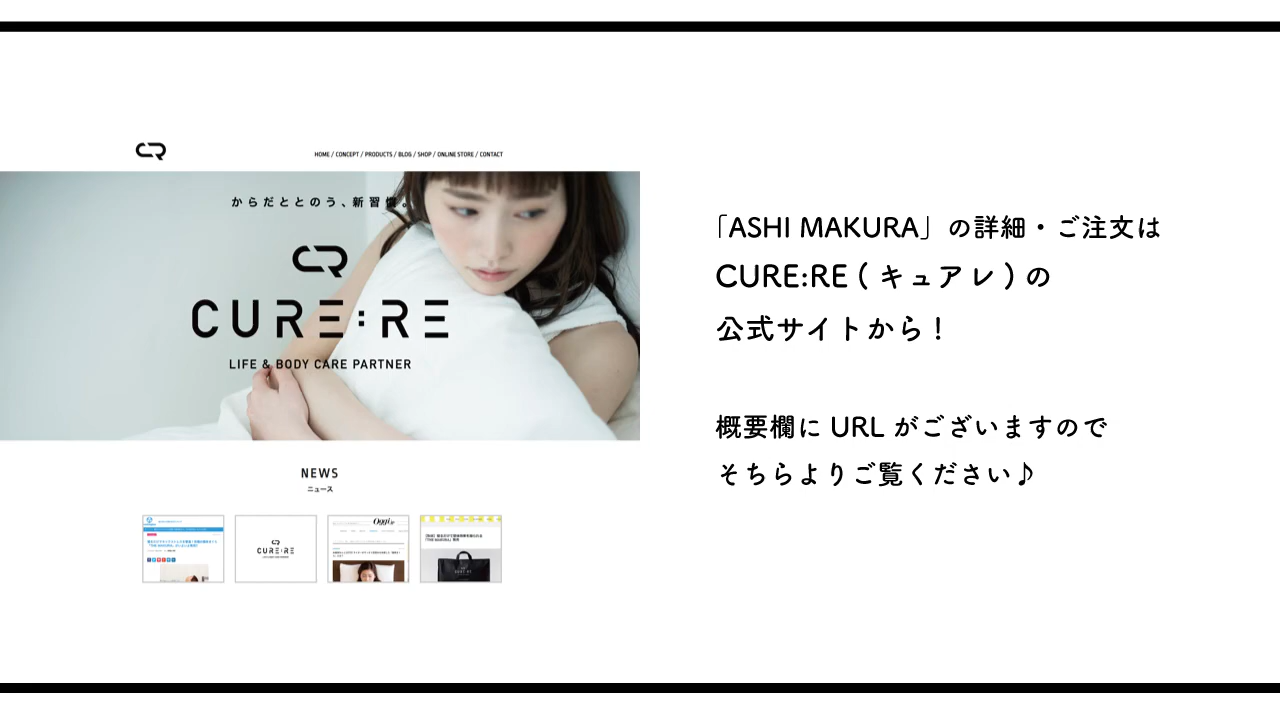 CR
HOME / CONCEPT / PRODUCTS / BLOG / SHOP / ONLINE STORE / CONTACT
からだととのう、新習慣。
CR
CURE:RE
LIFE & BODY CARE PARTNER
NEWS
ニュース
Oggi.jp
CURE:RE
「ASHI MAKURA」の詳細・ご注文は
CURE:RE ( キュアレ ) の
公式サイトから！
概要欄に URL がございますので
そちらよりご覧ください♪